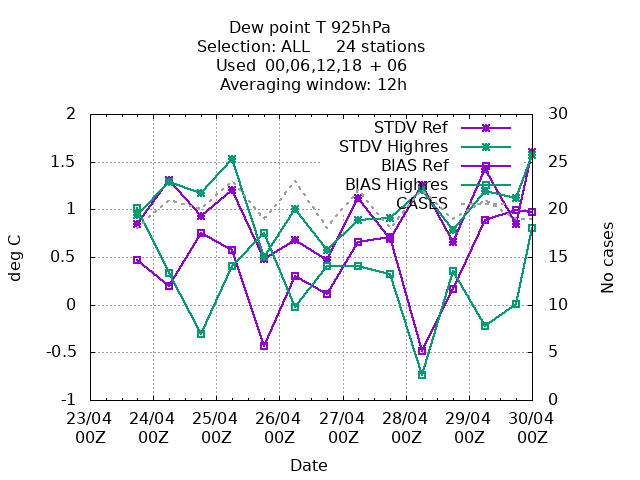 Dew point T 925hPa
Selection: ALL     24 stations
Used  00,06,12,18 + 06
Averaging window: 12h
2 30
STDV Ref
STDV Highres
1.5 25
BIAS Ref
BIAS Highres
CASES
1 20
0.5 15
0 10
-0.5 5
-1 0
deg C
No cases
23/04 24/04 25/04 26/04 27/04 28/04 29/04 30/04
00Z 00Z 00Z 00Z 00Z 00Z 00Z 00Z
Date